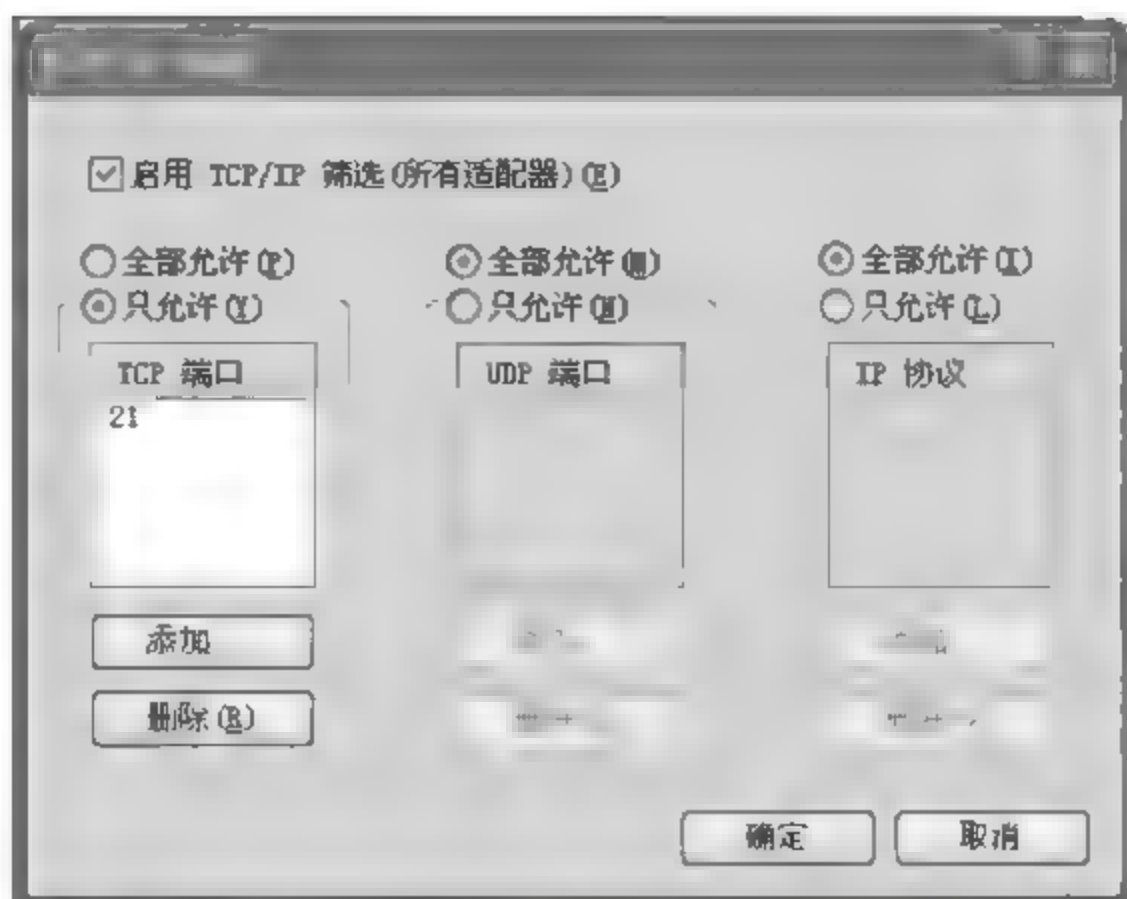 启用 TCP/IP 筛选(所有适配器)(E)
全部允许(P)
只允许(Y)
TCP 端口
21
添加
删除(R)
全部允许(M)
只允许(N)
UDP 端口
全部允许(I)
只允许(L)
IP 协议
确定
取消